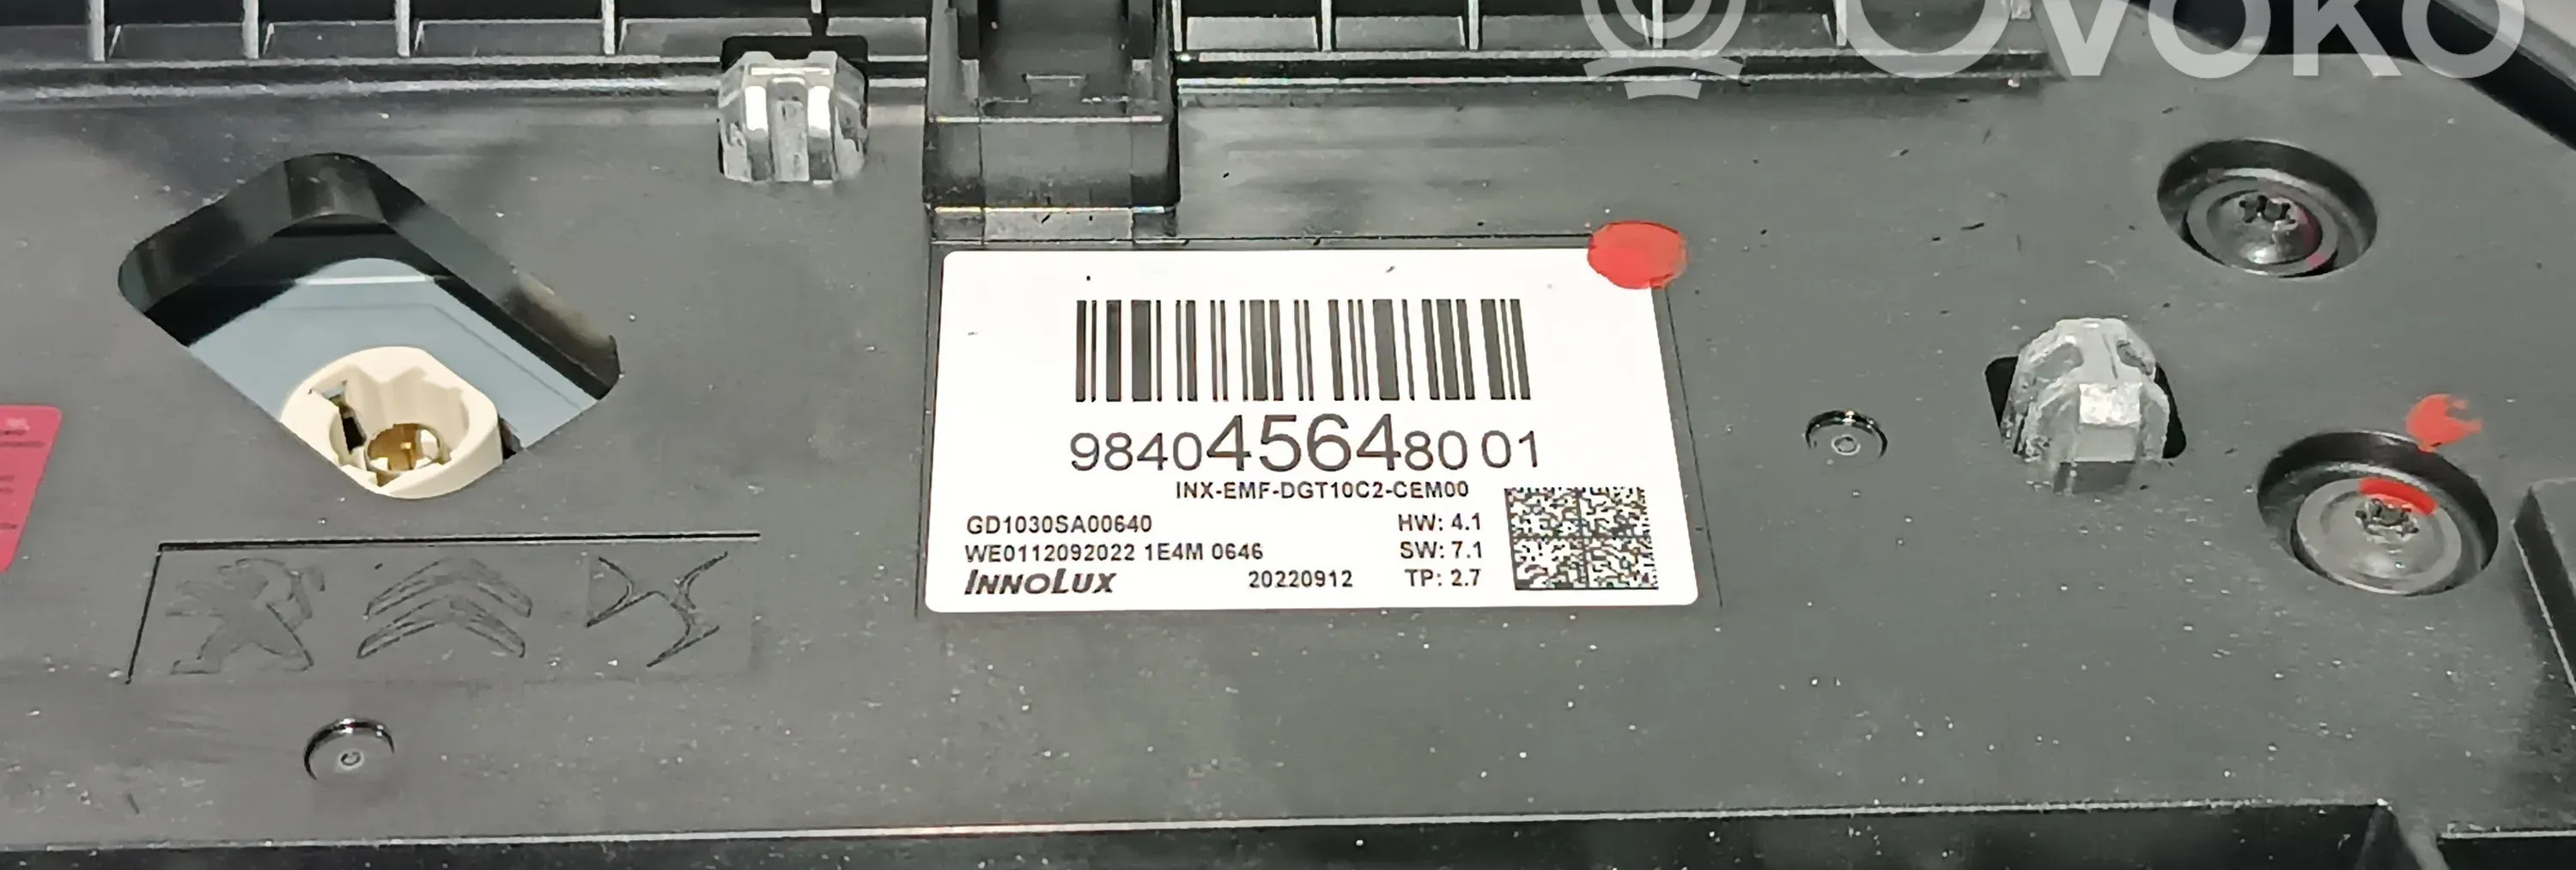 OVOKO
9840456480 01
INX-EMF-DGT10C2-CEM00
GD1030SA00640
HW: 4.1
WE0112092022 1E4M 0646
SW: 7.1
INNOLUX
20220912
TP: 2.7